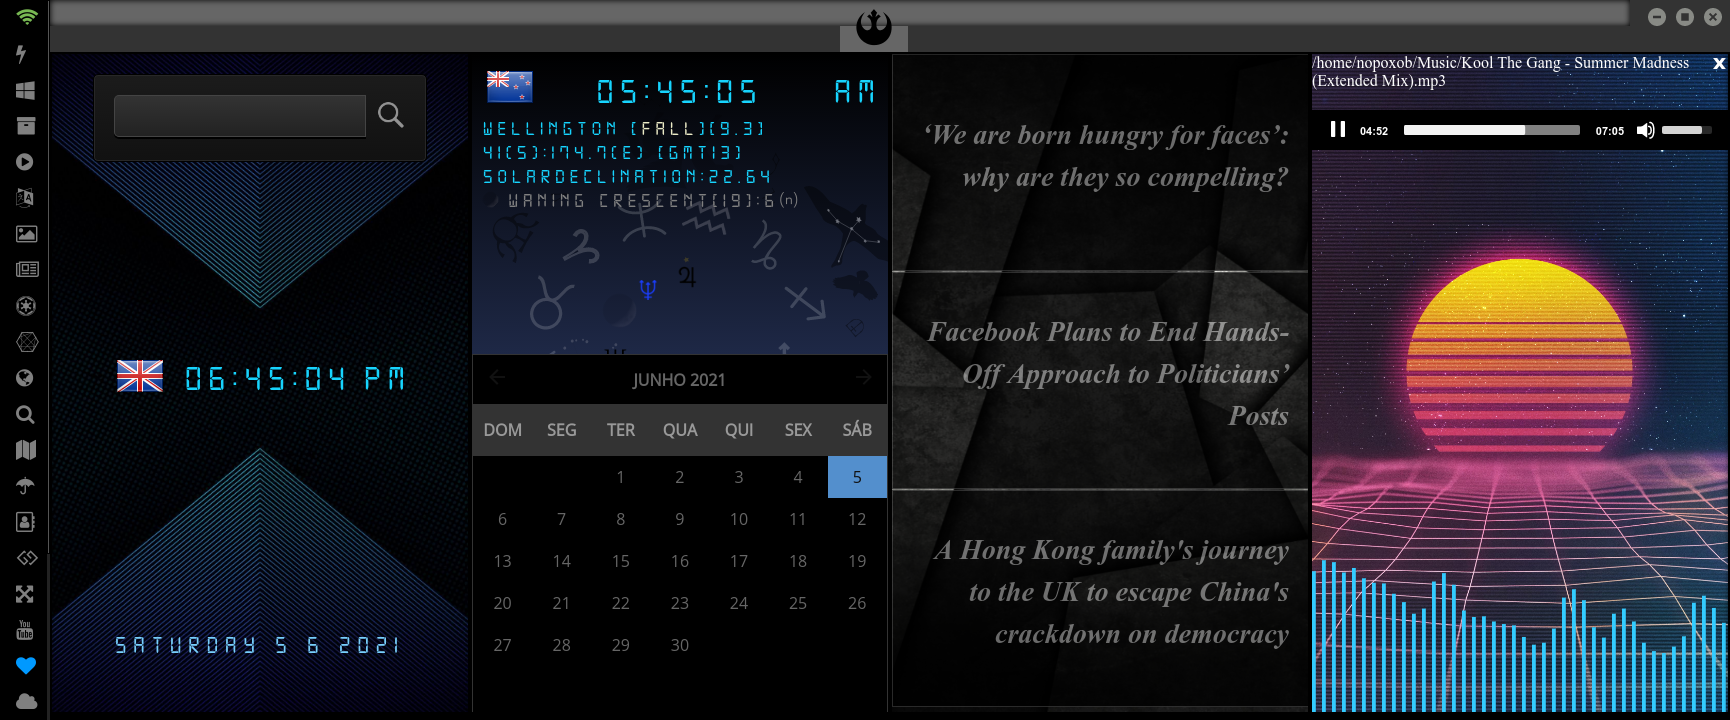 06:45:04 PM
SATURDAY 5 6 2021
05:45:05 AM
WELLINGTON [FALL][9.3]
41(S):174.7(E) [GMT13]
SOLARDECLINATION:22.64
WANING CRESCENT[19]:6(n)
JUNHO 2021
DOM SEG TER QUA QUI SEX SÁB
1 2 3 4 5
6 7 8 9 10 11 12
13 14 15 16 17 18 19
20 21 22 23 24 25 26
27 28 29 30
‘We are born hungry for faces’:
why are they so compelling?
Facebook Plans to End Hands-
Off Approach to Politicians’
Posts
A Hong Kong family's journey
to the UK to escape China's
crackdown on democracy
/home/nopoxob/Music/Kool The Gang - Summer Madness
(Extended Mix).mp3
x
04:52 07:05
You
Tube